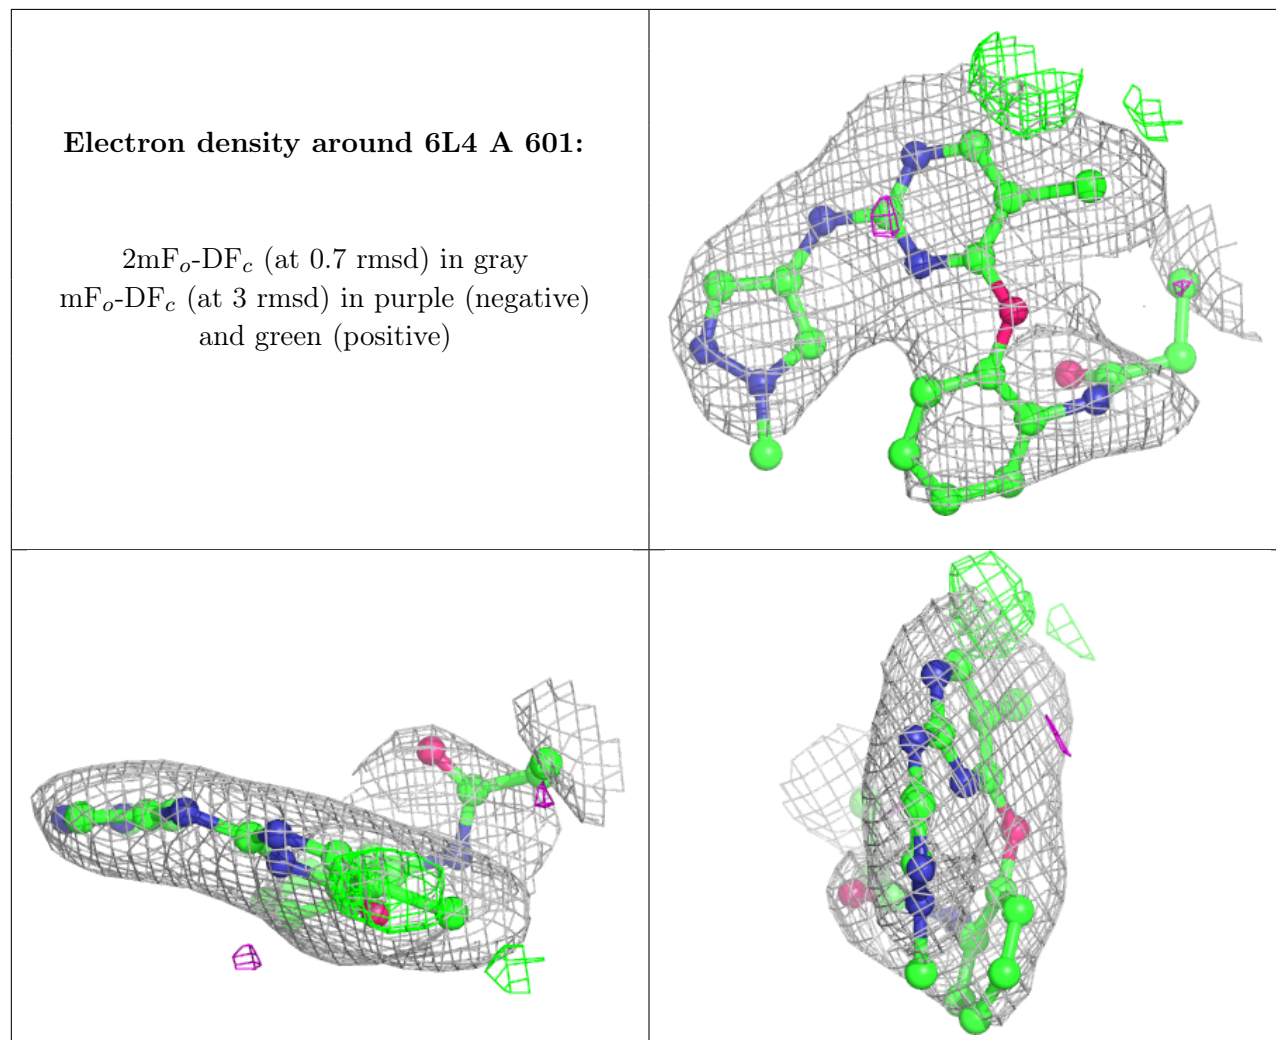 Electron density around 6L4 A 601:
2mFo-DFc (at 0.7 rmsd) in gray
mFo-DFc (at 3 rmsd) in purple (negative)
and green (positive)